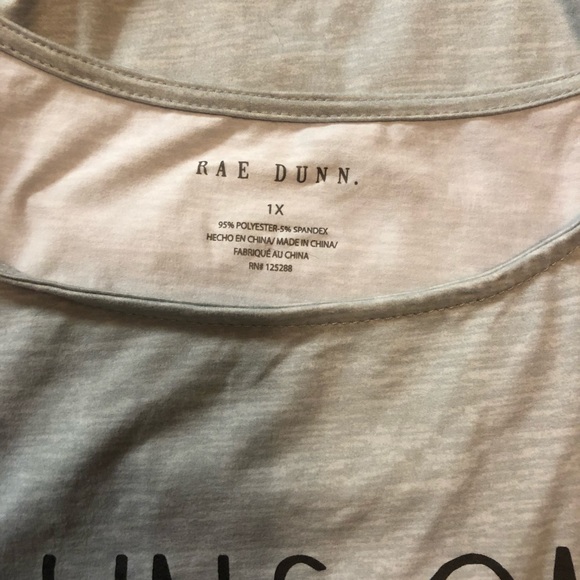 RAE DUNN.
1X
95% POLYESTER-5% SPANDEX
HECHO EN CHINA/ MADE IN CHINA/
FABRIQUÉ AU CHINA
RN# 125288